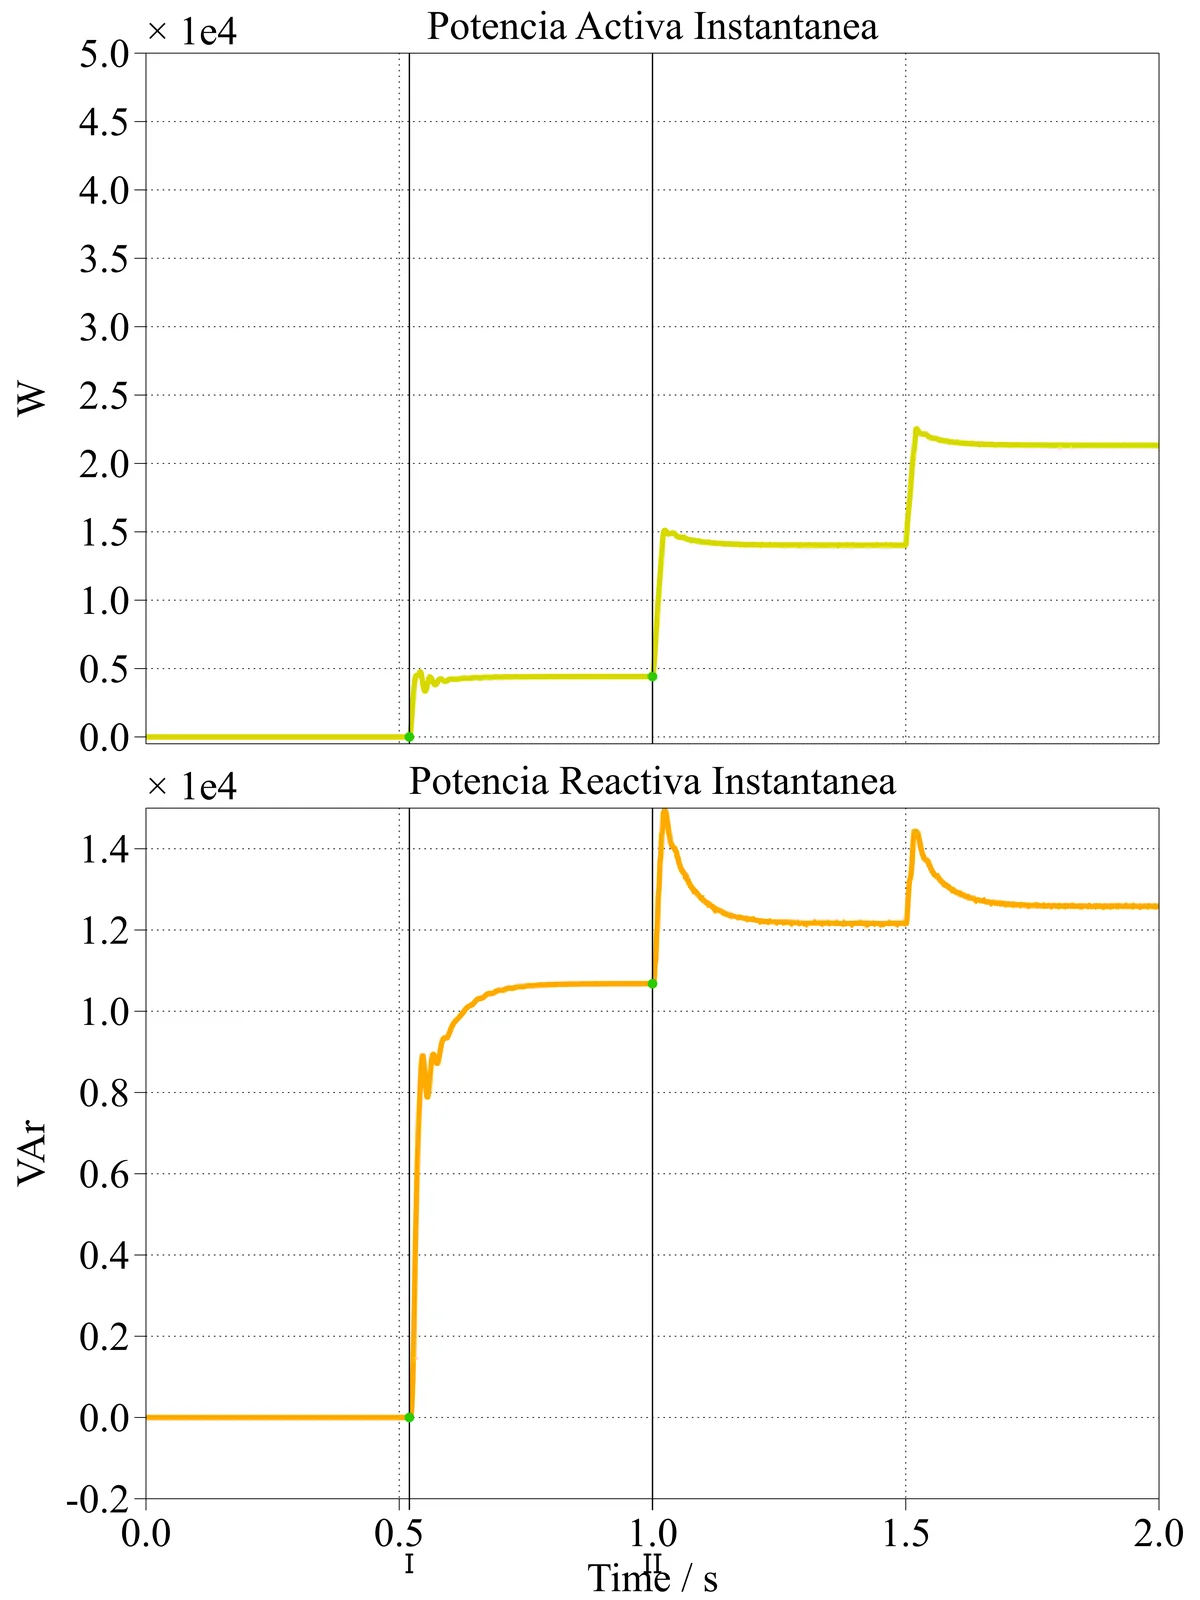 × 1e4 Potencia Activa Instantanea
5.0
4.5
4.0
3.5
3.0
W 2.5
2.0
1.5
1.0
0.5
0.0
× 1e4 Potencia Reactiva Instantanea
1.4
1.2
1.0
0.8
VAr
0.6
0.4
0.2
0.0
-0.2
0.0 0.5 1.0 1.5 2.0
I II
Time / s